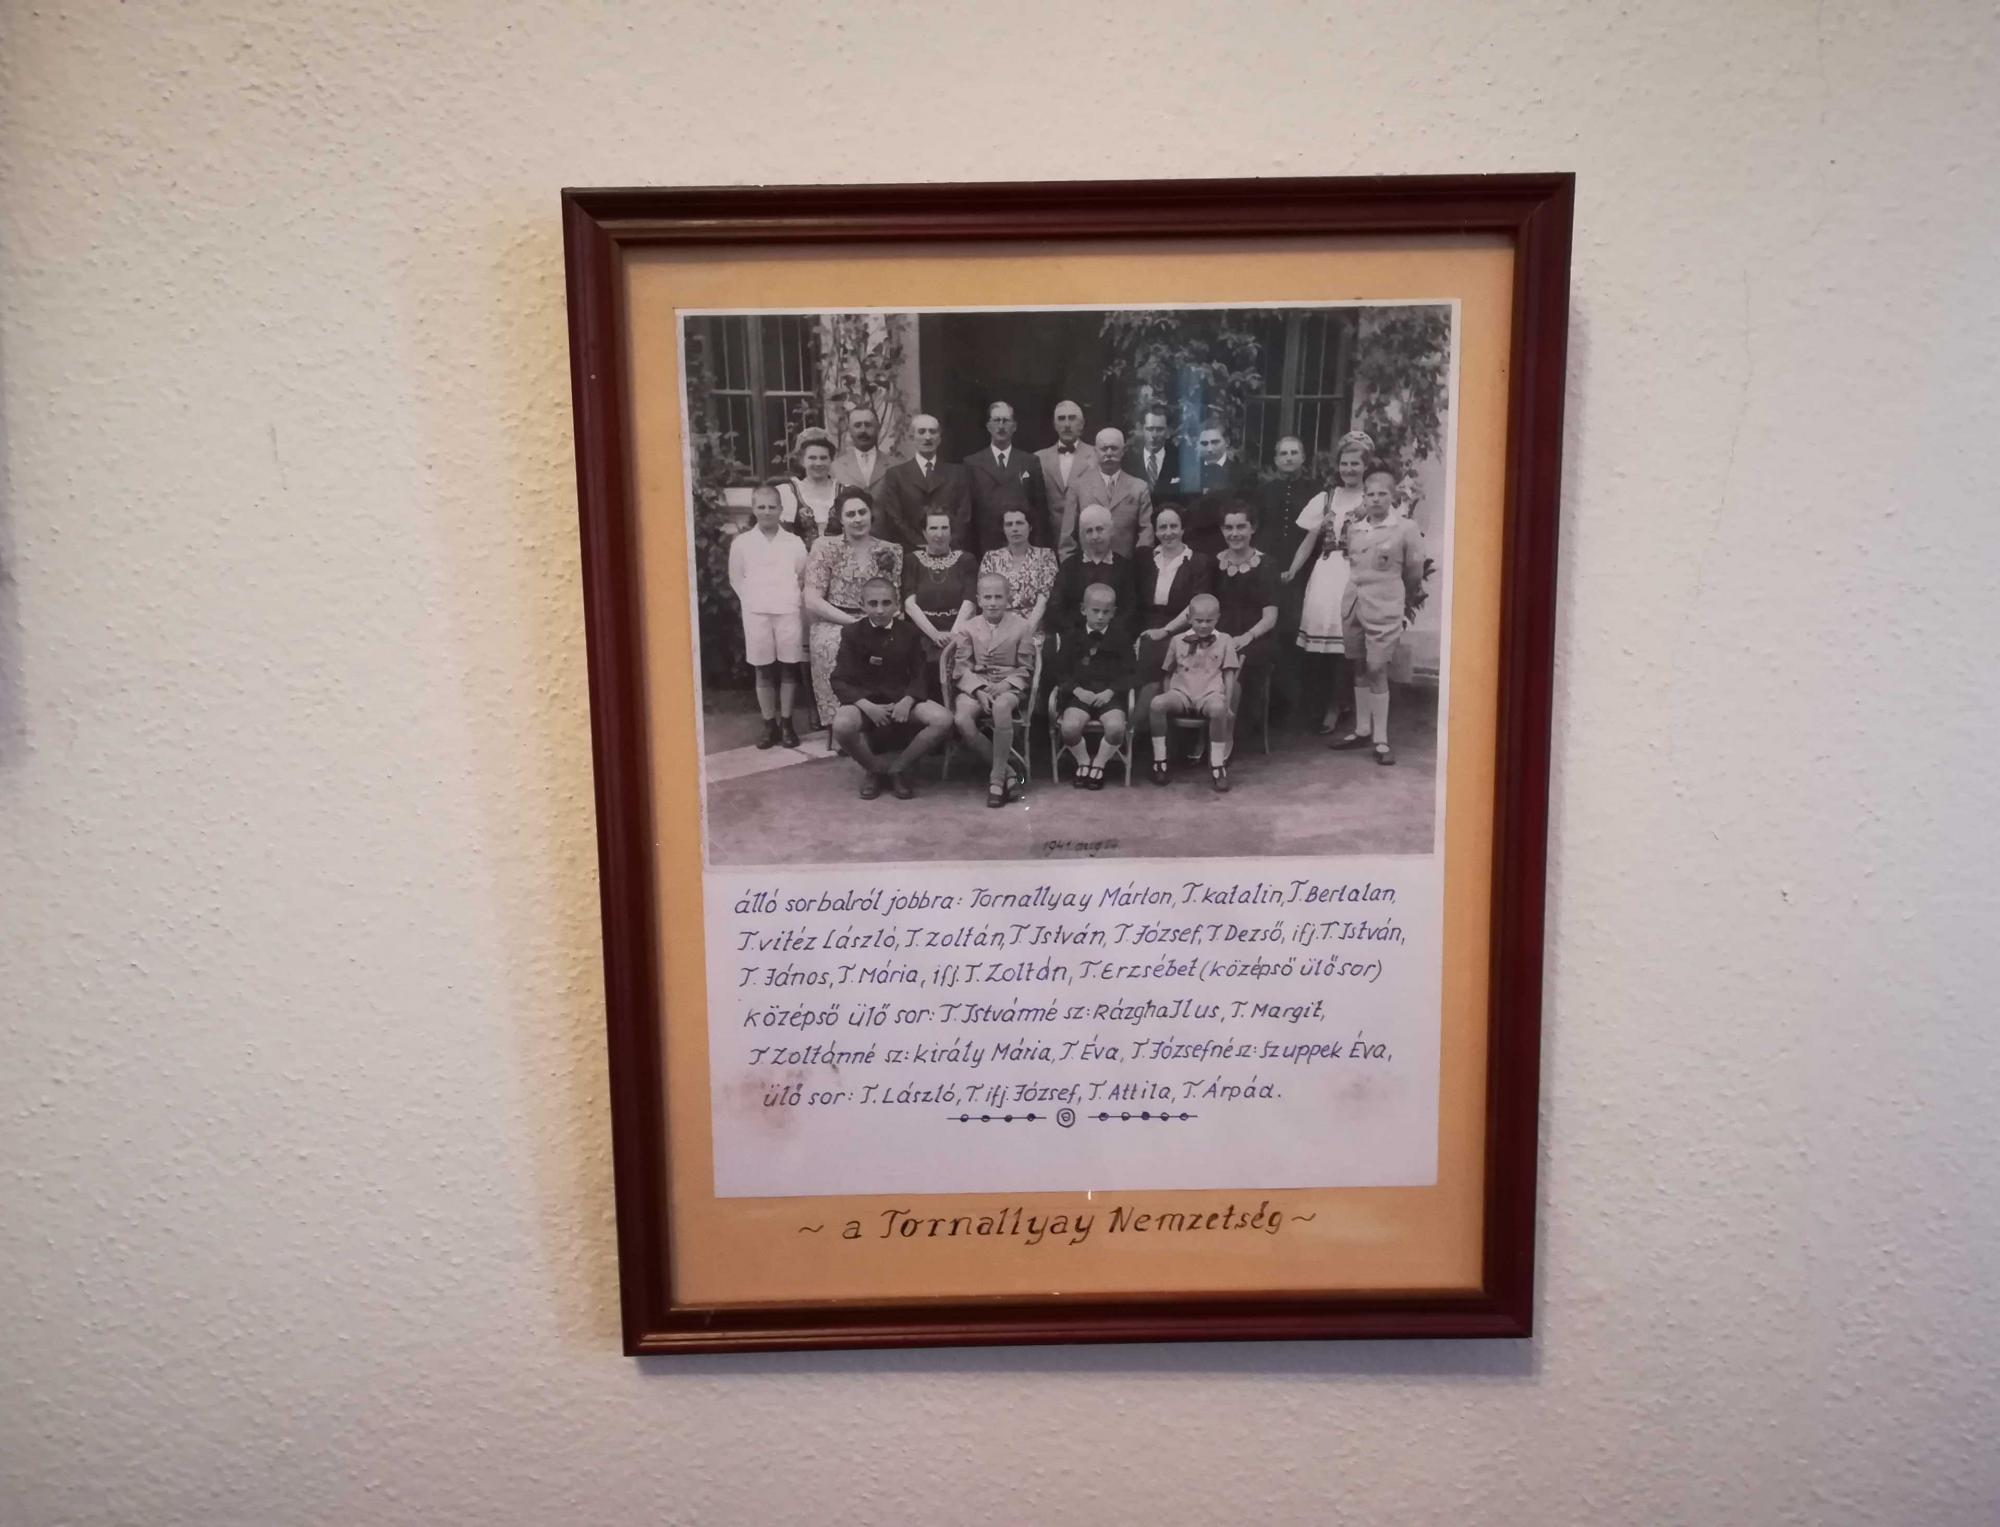 1941. aug
álló sor balról jobbra: Tornallyay Márton, T. Katalin, T. Bertalan,
T. vitéz László, T. Zoltán, T. István, T. József, T. Dezső, ifj. T. István,
T. János, T. Mária, ifj. T. Zoltán, T. Erzsébet (középső ülősor)
középső ülő sor: T. Istvánné sz: Rázgha Ilus, T. Margit,
T Zoltánné sz: Király Mária, T. Éva, T. Józsefné sz: Szuppek Éva,
ülő sor: T. László, T. ifj. József, T. Attila, T. Árpád.
~ a Tornallyay Nemzetség ~